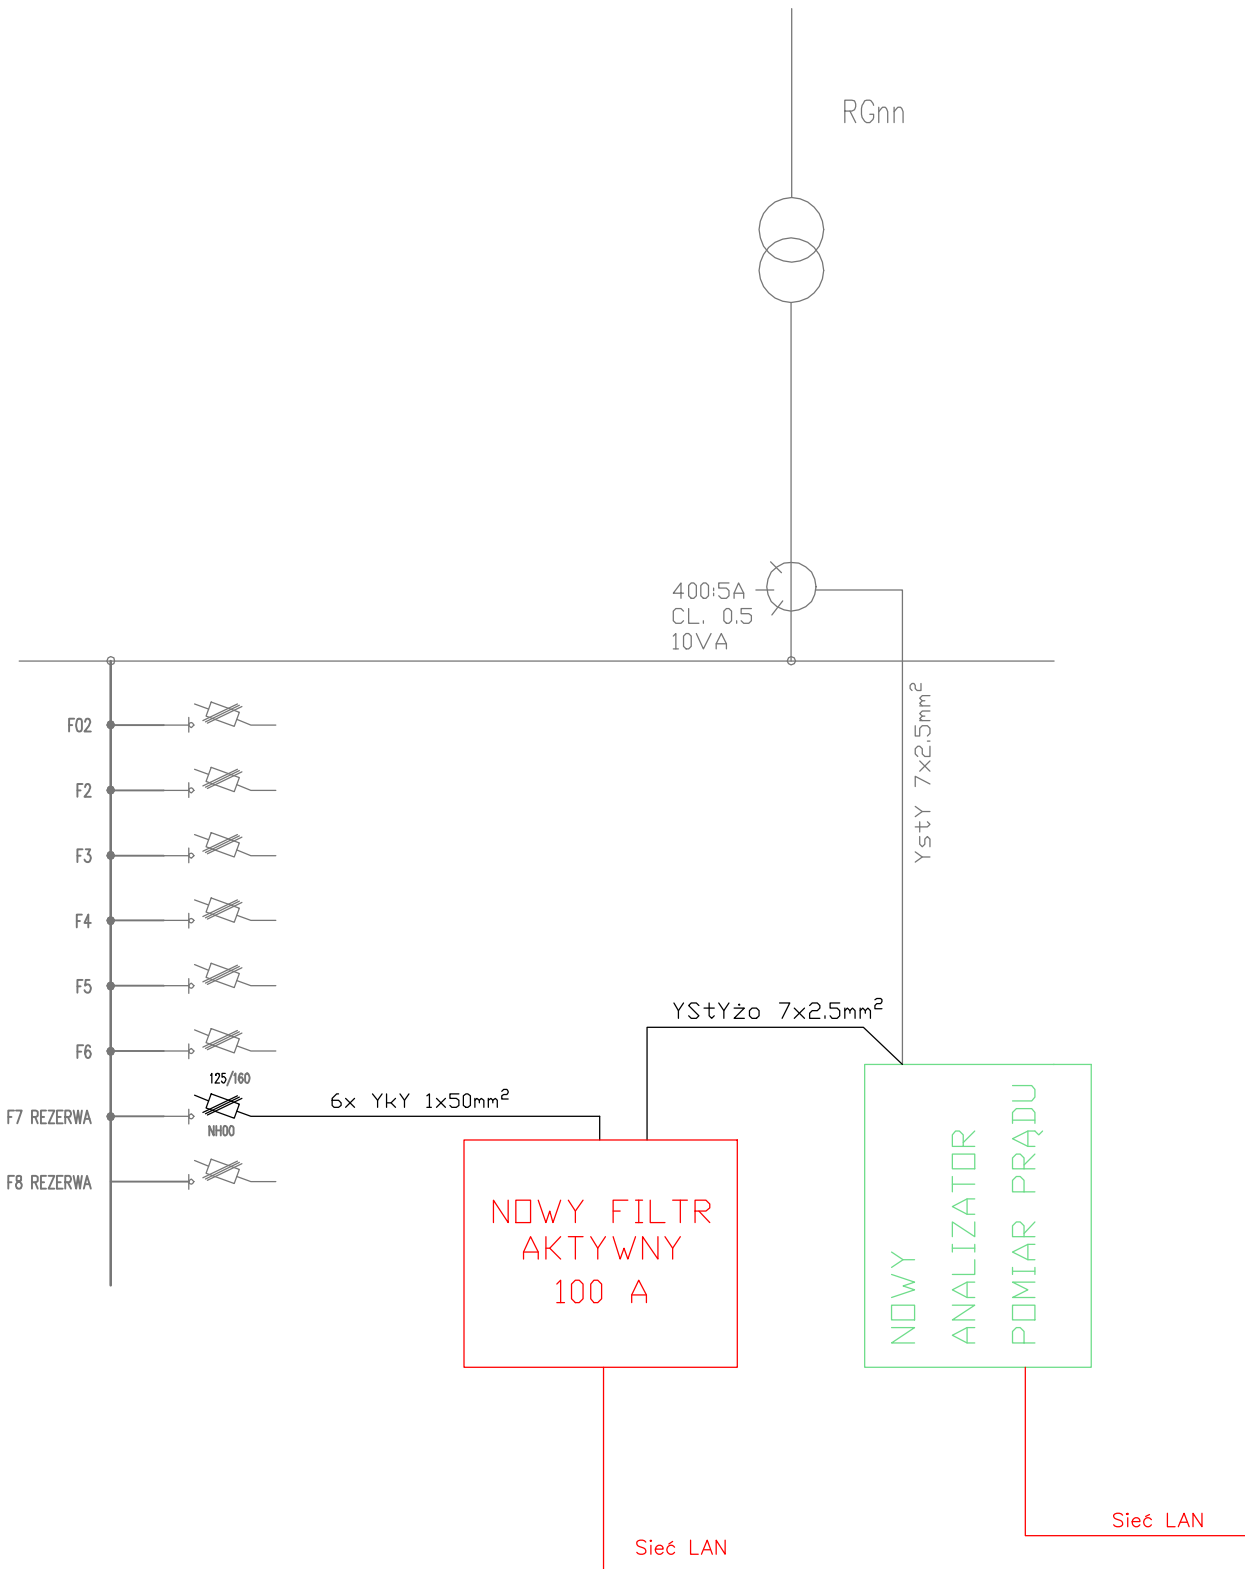 RGnn
400:5A
CL. 0.5
10VA
YstY 7x2.5mm²
F02
F2
F3
F4
F5
F6
125/160
F7 REZERWA
NH00
F8 REZERWA
6x YkY 1x50mm²
YStYżo 7x2.5mm²
NOWY FILTR
AKTYWNY
100 A
NOWY
ANALIZATOR
POMIAR PRĄDU
Sieć LAN
Sieć LAN